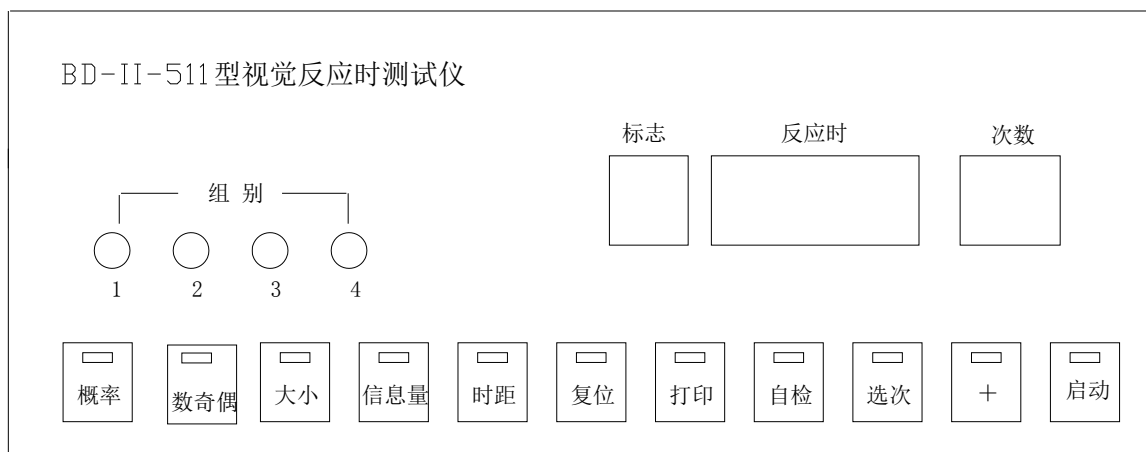 BD-II-511型视觉反应时测试仪
标志 反应时 次数
组 别
1 2 3 4
概率 数奇偶 大小 信息量 时距 复位 打印 自检 选次 + 启动